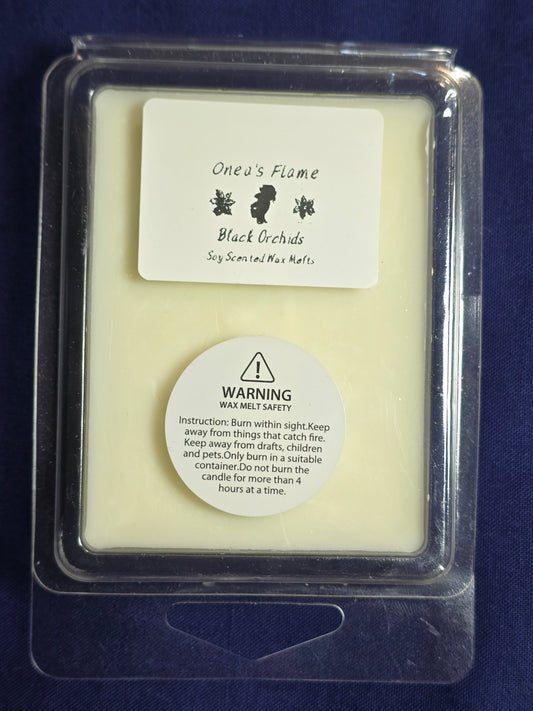 Onea's Flame
Black Orchids
Soy Scented Wax Melts
WARNING
WAX MELT SAFETY
Instruction: Burn within sight.Keep
away from things that catch fire.
Keep away from drafts, children
and pets.Only burn in a suitable
container.Do not burn the
candle for more than 4
hours at a time.